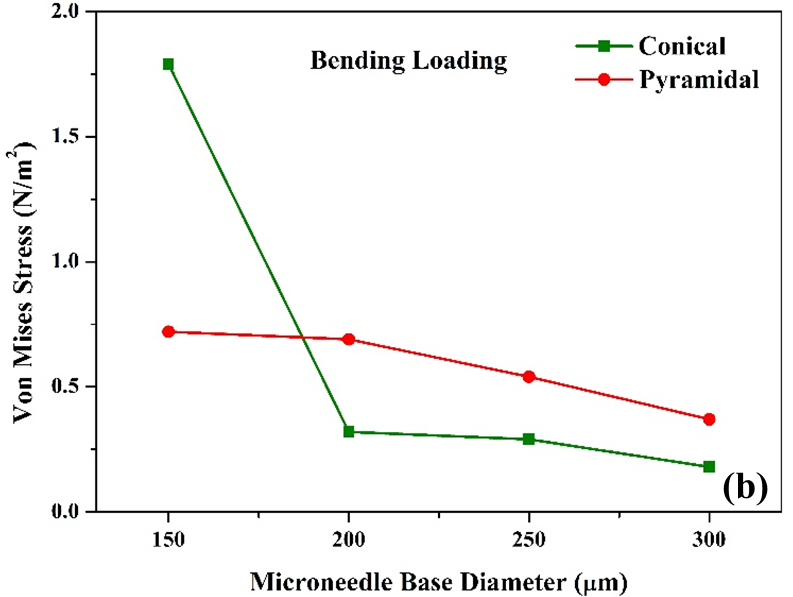 Bending Loading
Conical
Pyramidal
Von Mises Stress (N/m²)
2.0
1.5
1.0
0.5
0.0
150 200 250 300
(b)
Microneedle Base Diameter (μm)